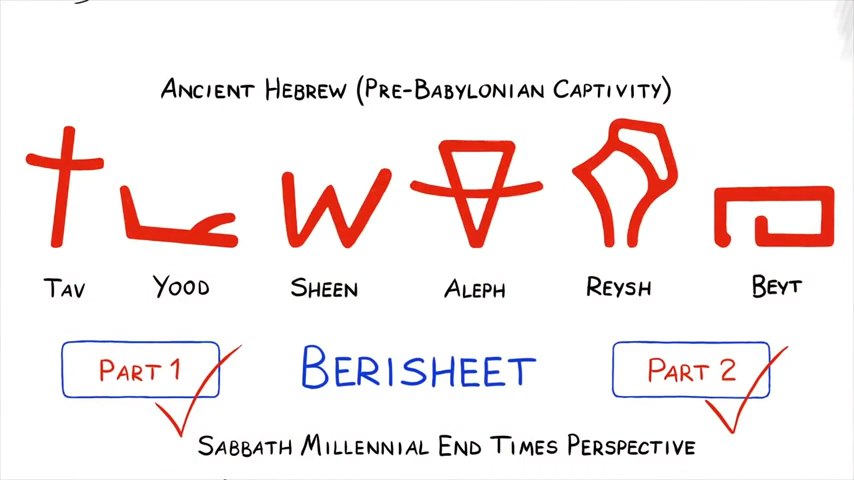 ANCIENT HEBREW (PRE-BABYLONIAN CAPTIVITY)
TAV YOOD SHEEN ALEPH REYSH BEYT
PART 1 BERISHEET PART 2
SABBATH MILLENNIAL END TIMES PERSPECTIVE